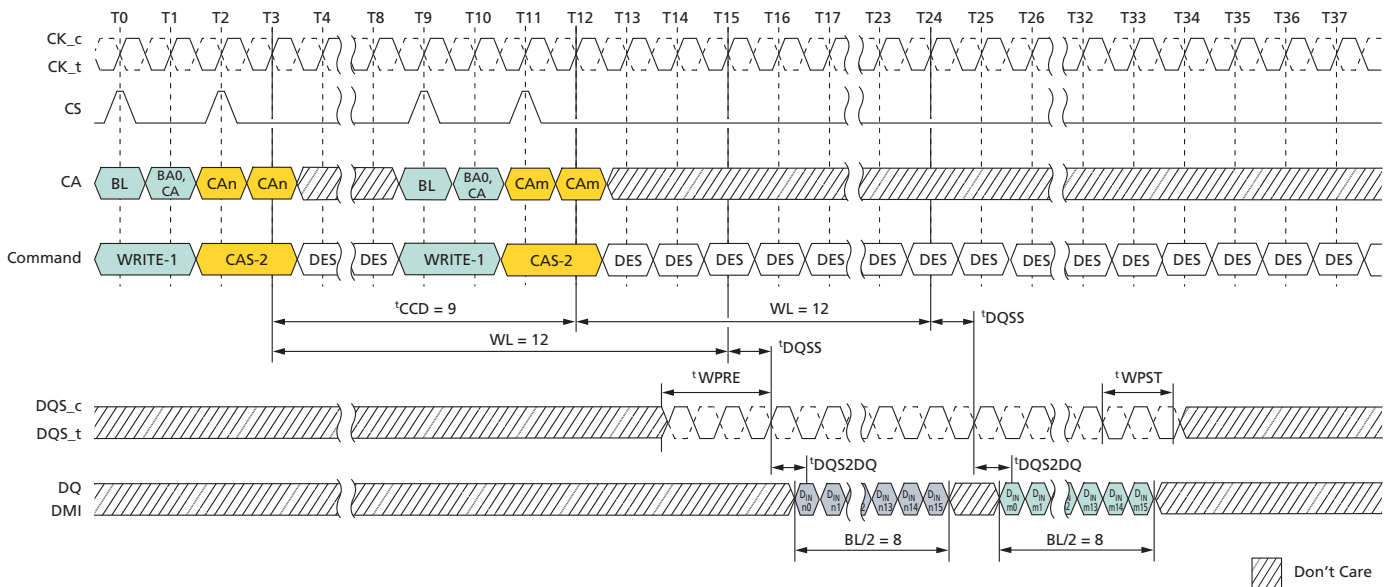 T0 T1 T2 T3 T4 T8 T9 T10 T11 T12 T13 T14 T15 T16 T17 T23 T24 T25 T26 T32 T33 T34 T35 T36 T37
CK_c
CK_t
CS
CA BL BA0, CA CAn CAn BL BA0, CA CAm CAm
Command WRITE-1 CAS-2 DES DES WRITE-1 CAS-2 DES DES DES DES DES DES DES DES DES DES DES DES DES DES DES
tCCD = 9 WL = 12 tDQSS
WL = 12 tDQSS
tWPRE tWPST
DQS_c
DQS_t
tDQS2DQ tDQS2DQ
DQ
DMI
DIN n0 DIN n1 2 DIN n13 DIN n14 DIN n15 DIN m0 DIN m1 2 DIN m13 DIN m14 DIN m15
BL/2 = 8 BL/2 = 8
Don't Care